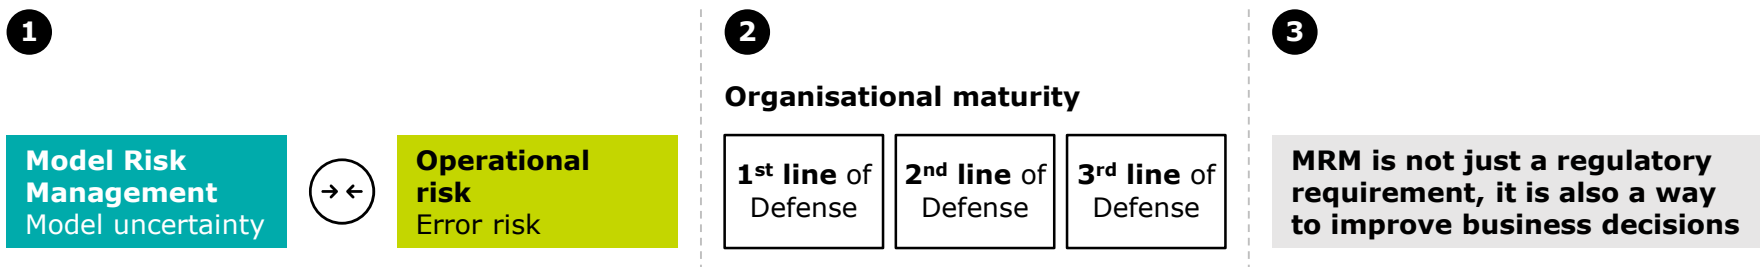 1
Model Risk
Management
Model uncertainty
Operational
risk
Error risk
2
Organisational maturity
1st line of
Defense
2nd line of
Defense
3rd line of
Defense
3
MRM is not just a regulatory
requirement, it is also a way
to improve business decisions